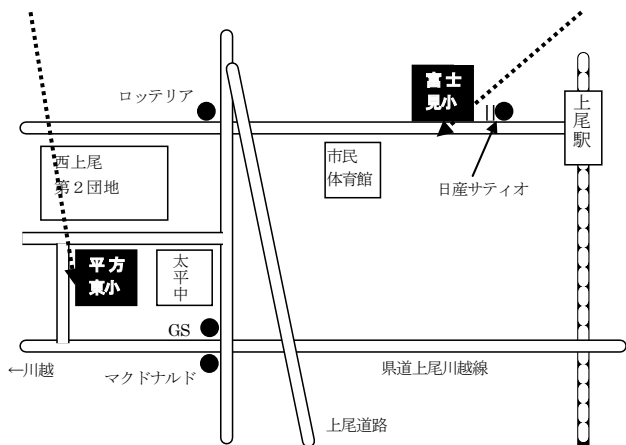 ロッテリア
富士
見小
上尾駅
西上尾
第２団地
市民
体育館
日産サティオ
平方
東小
太平中
GS
←川越
マクドナルド
県道上尾川越線
上尾道路